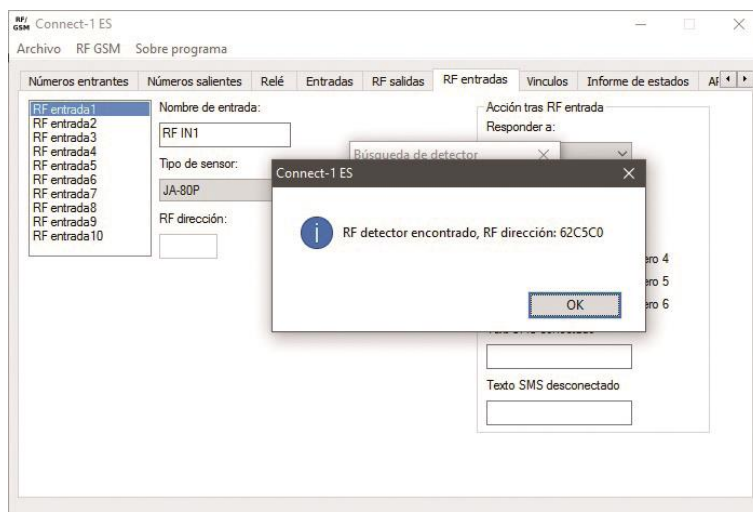 RF/
GSM Connect-1 ES
Archivo RF GSM Sobre programa
Números entrantes Números salientes Relé Entradas RF salidas RF entradas Vinculos Informe de estados
RF entrada1
RF entrada2
RF entrada3
RF entrada4
RF entrada5
RF entrada6
RF entrada7
RF entrada8
RF entrada9
RF entrada10
Nombre de entrada:
RF IN1
Tipo de sensor:
JA-80P
RF dirección:
Búsqueda de detector
Connect-1 ES
RF detector encontrado, RF dirección: 62C5C0
OK
Acción tras RF entrada
Responder a:
ero 4
ero 5
ero 6
Texto SMS desconectado